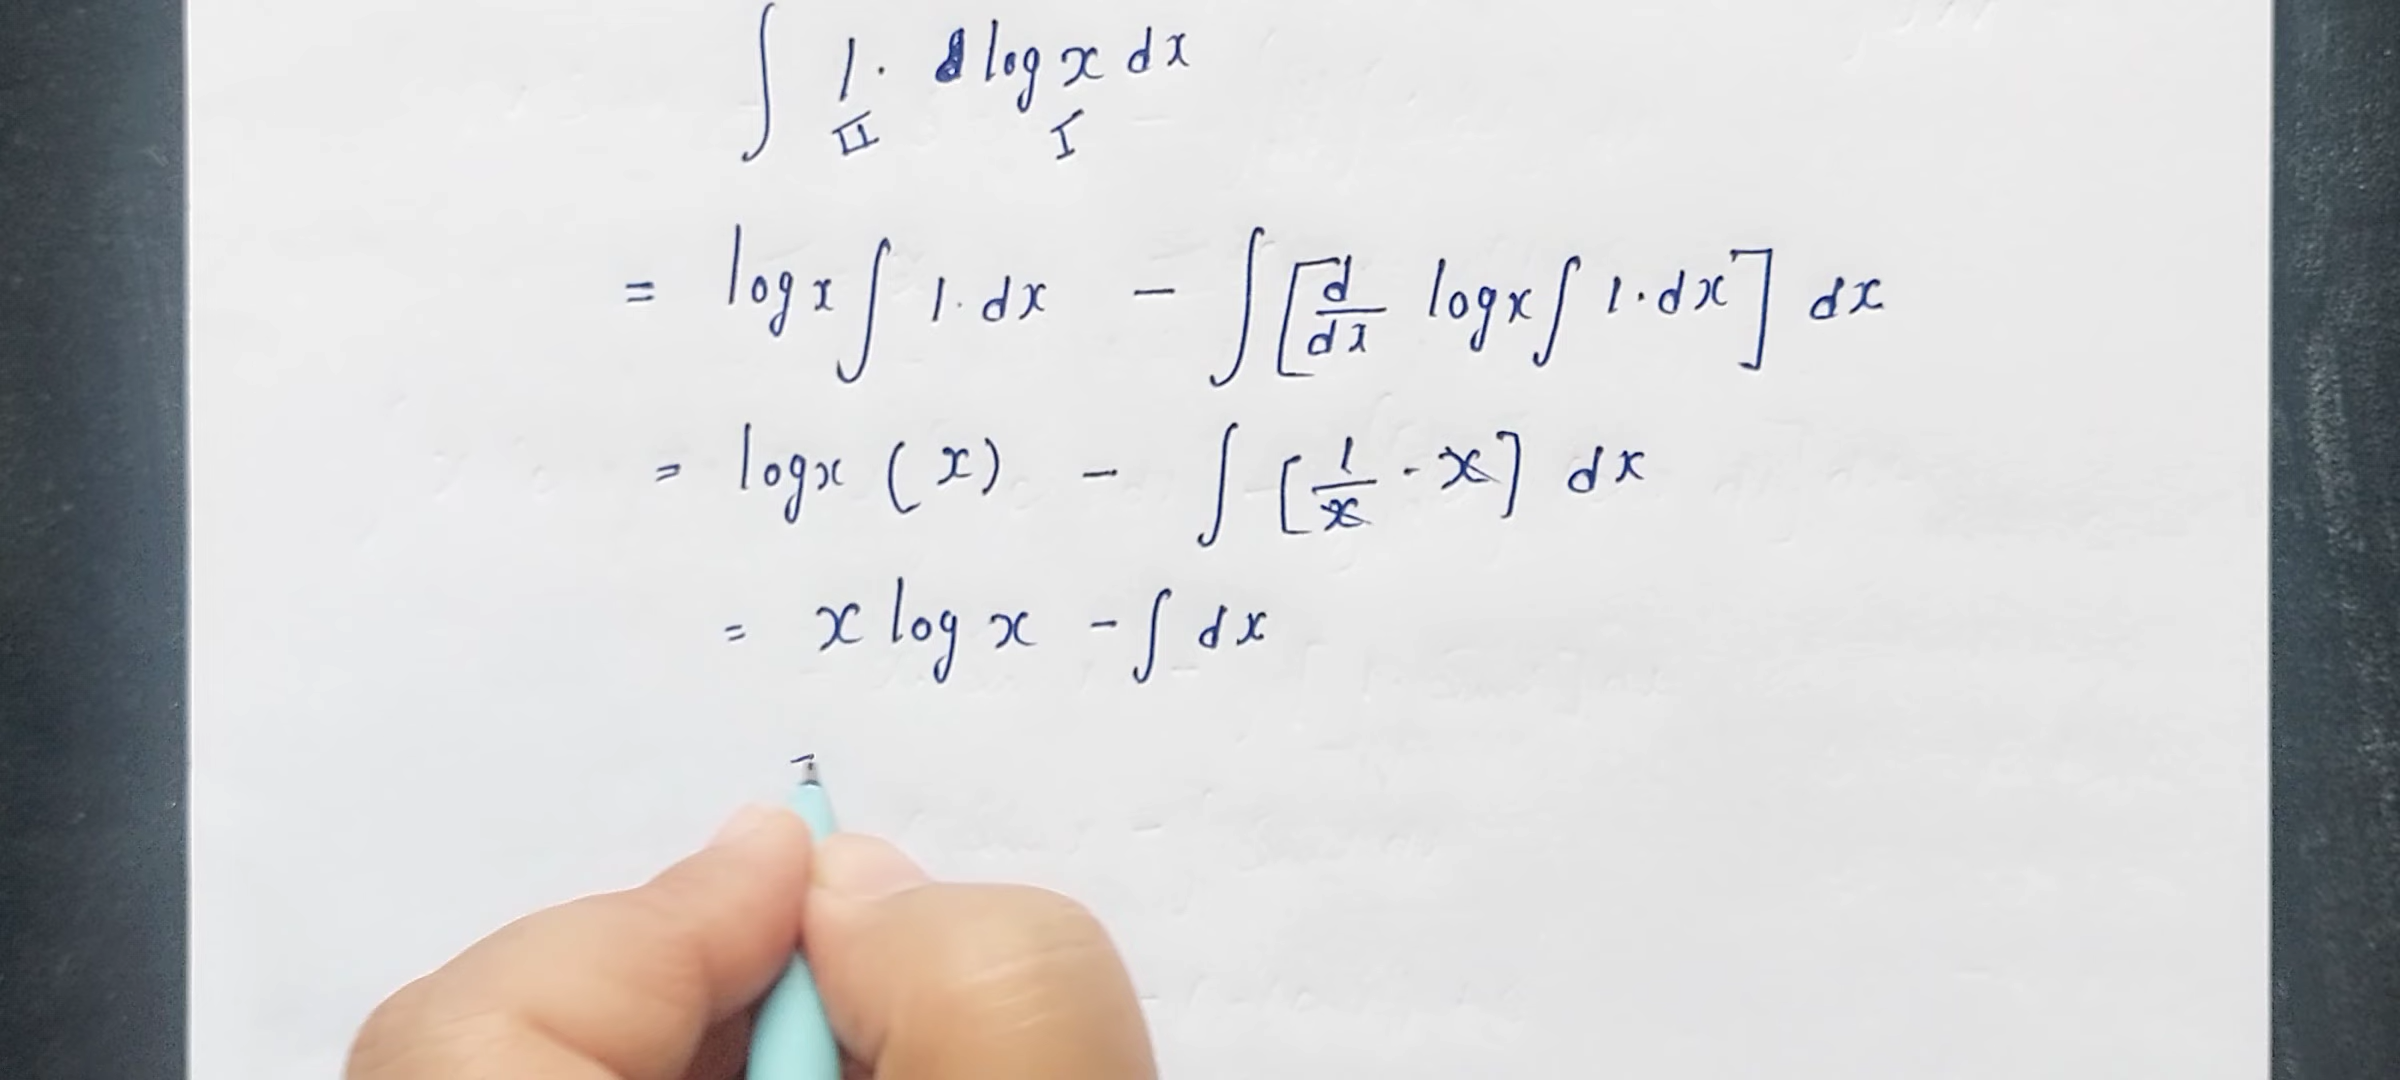 ∫ 1 · log x dx
II I
= log x ∫ 1 · dx − ∫ [d/dx log x ∫ 1 · dx] dx
= log x (x) − ∫ [1/x · x] dx
= x log x − ∫ dx